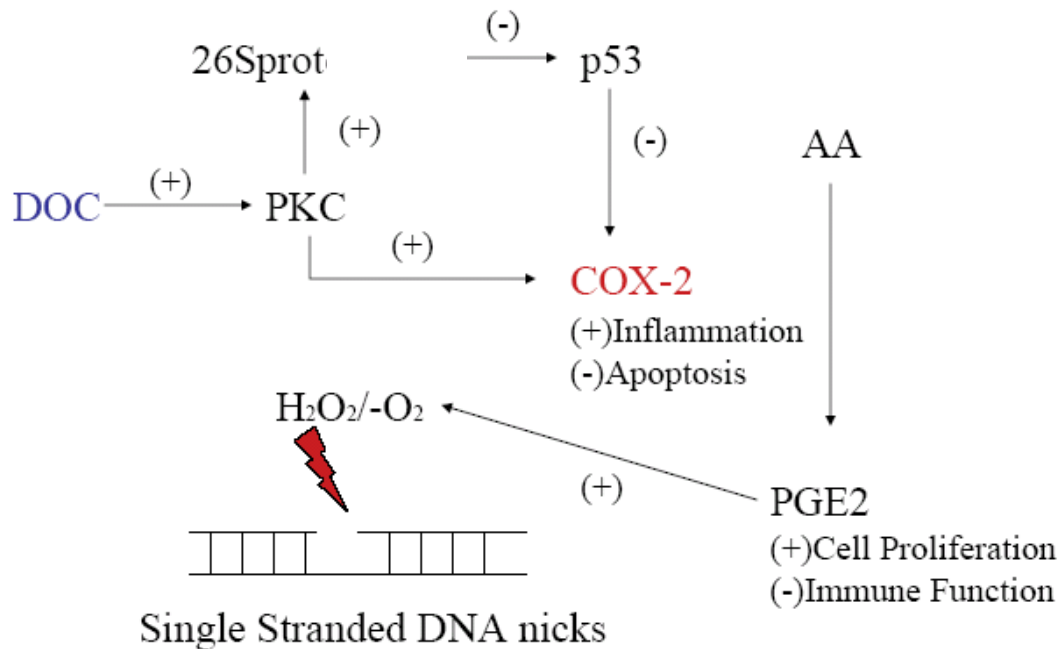 (-)
26Sprot
p53
(+)
(-)
AA
(+)
DOC
PKC
(+)
COX-2
(+)Inflammation
(-)Apoptosis
H₂O₂/-O₂
(+)
PGE2
(+)Cell Proliferation
(-)Immune Function
Single Stranded DNA nicks